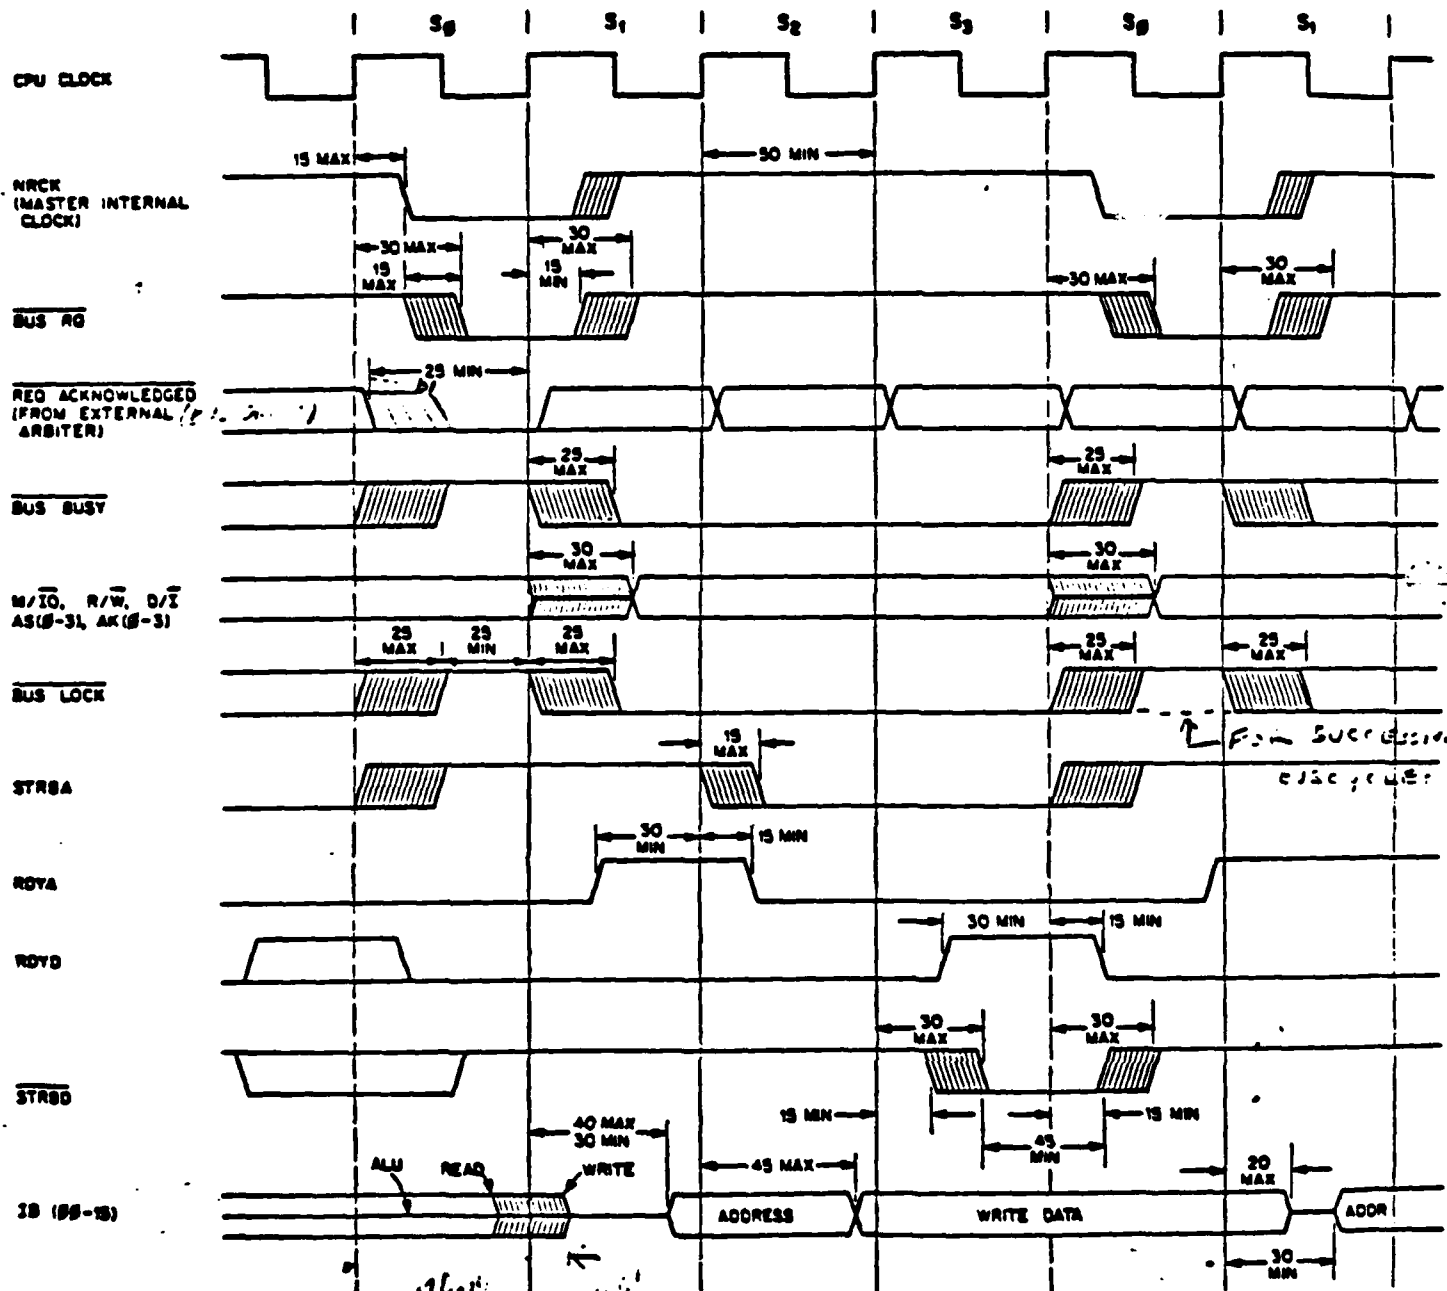 S0 S1 S2 S3 S0 S1
CPU CLOCK
15 MAX
50 MIN
NRCK
(MASTER INTERNAL
CLOCK)
30 MAX
30
MAX
15
MAX
15
MIN
30 MAX
30
MAX
BUS RQ
25 MIN
REQ ACKNOWLEDGED
(FROM EXTERNAL
ARBITER)
25
MAX
25
MAX
BUS BUSY
30
MAX
30
MAX
M/IO, R/W, D/I
AS(0-3), AK(0-3)
25
MAX
25
MIN
25
MAX
25
MAX
25
MAX
BUS LOCK
SUCCESSIVE
15
MAX
STRBA
30
MIN
15 MIN
RDYA
30 MIN
15 MIN
RDYD
30
MAX
30
MAX
STRBD
15 MIN
15 MIN
45
MIN
40 MAX
30 MIN
ALU
READ
WRITE
45 MAX
20
MAX
IB (00-15)
ADDRESS
WRITE DATA
ADDR
30
MIN